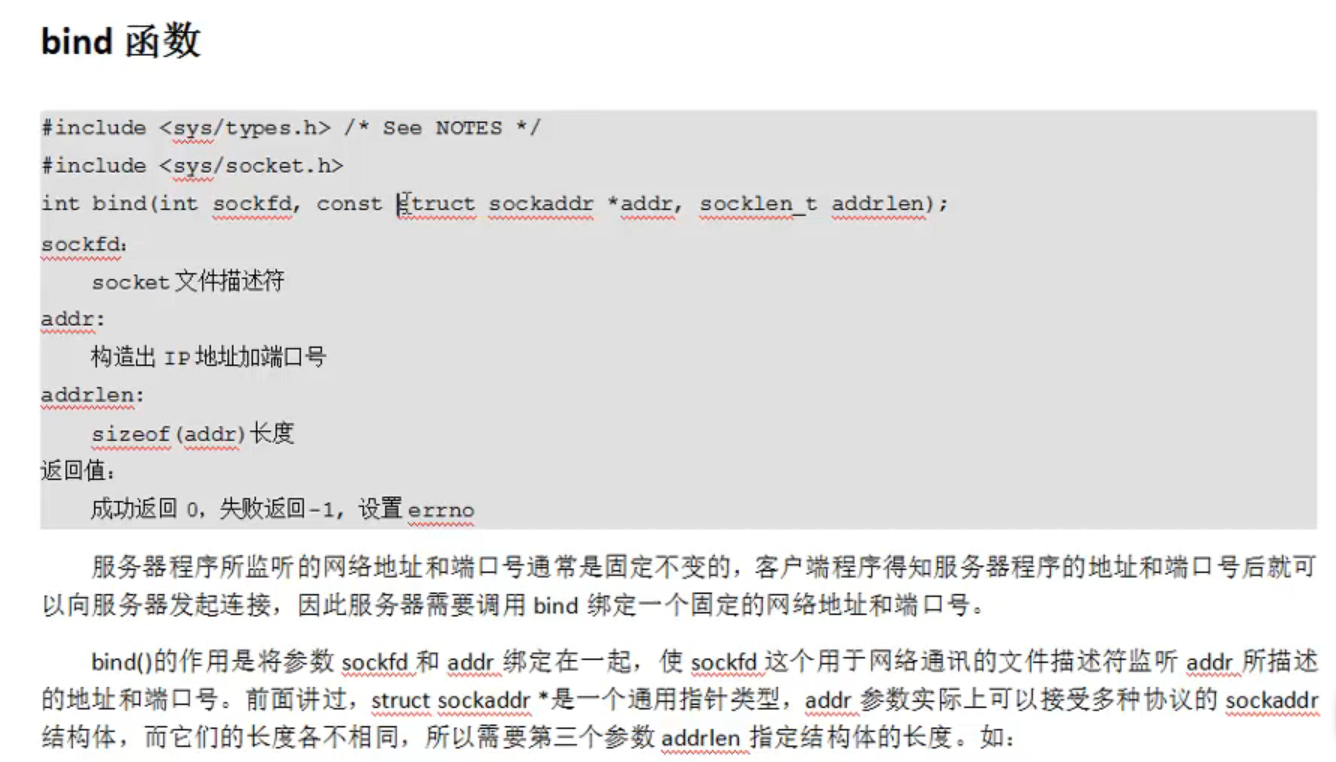 bind 函数
#include <sys/types.h> /* See NOTES */
#include <sys/socket.h>
int bind(int sockfd, const struct sockaddr *addr, socklen_t addrlen);
sockfd：
socket 文件描述符
addr:
构造出 IP 地址加端口号
addrlen:
sizeof(addr)长度
返回值：
成功返回 0，失败返回-1, 设置 errno
服务器程序所监听的网络地址和端口号通常是固定不变的，客户端程序得知服务器程序的地址和端口号后就可
以向服务器发起连接，因此服务器需要调用 bind 绑定一个固定的网络地址和端口号。
bind()的作用是将参数 sockfd 和 addr 绑定在一起，使 sockfd 这个用于网络通讯的文件描述符监听 addr 所描述
的地址和端口号。前面讲过，struct sockaddr *是一个通用指针类型，addr 参数实际上可以接受多种协议的 sockaddr
结构体，而它们的长度各不相同，所以需要第三个参数 addrlen 指定结构体的长度。如：